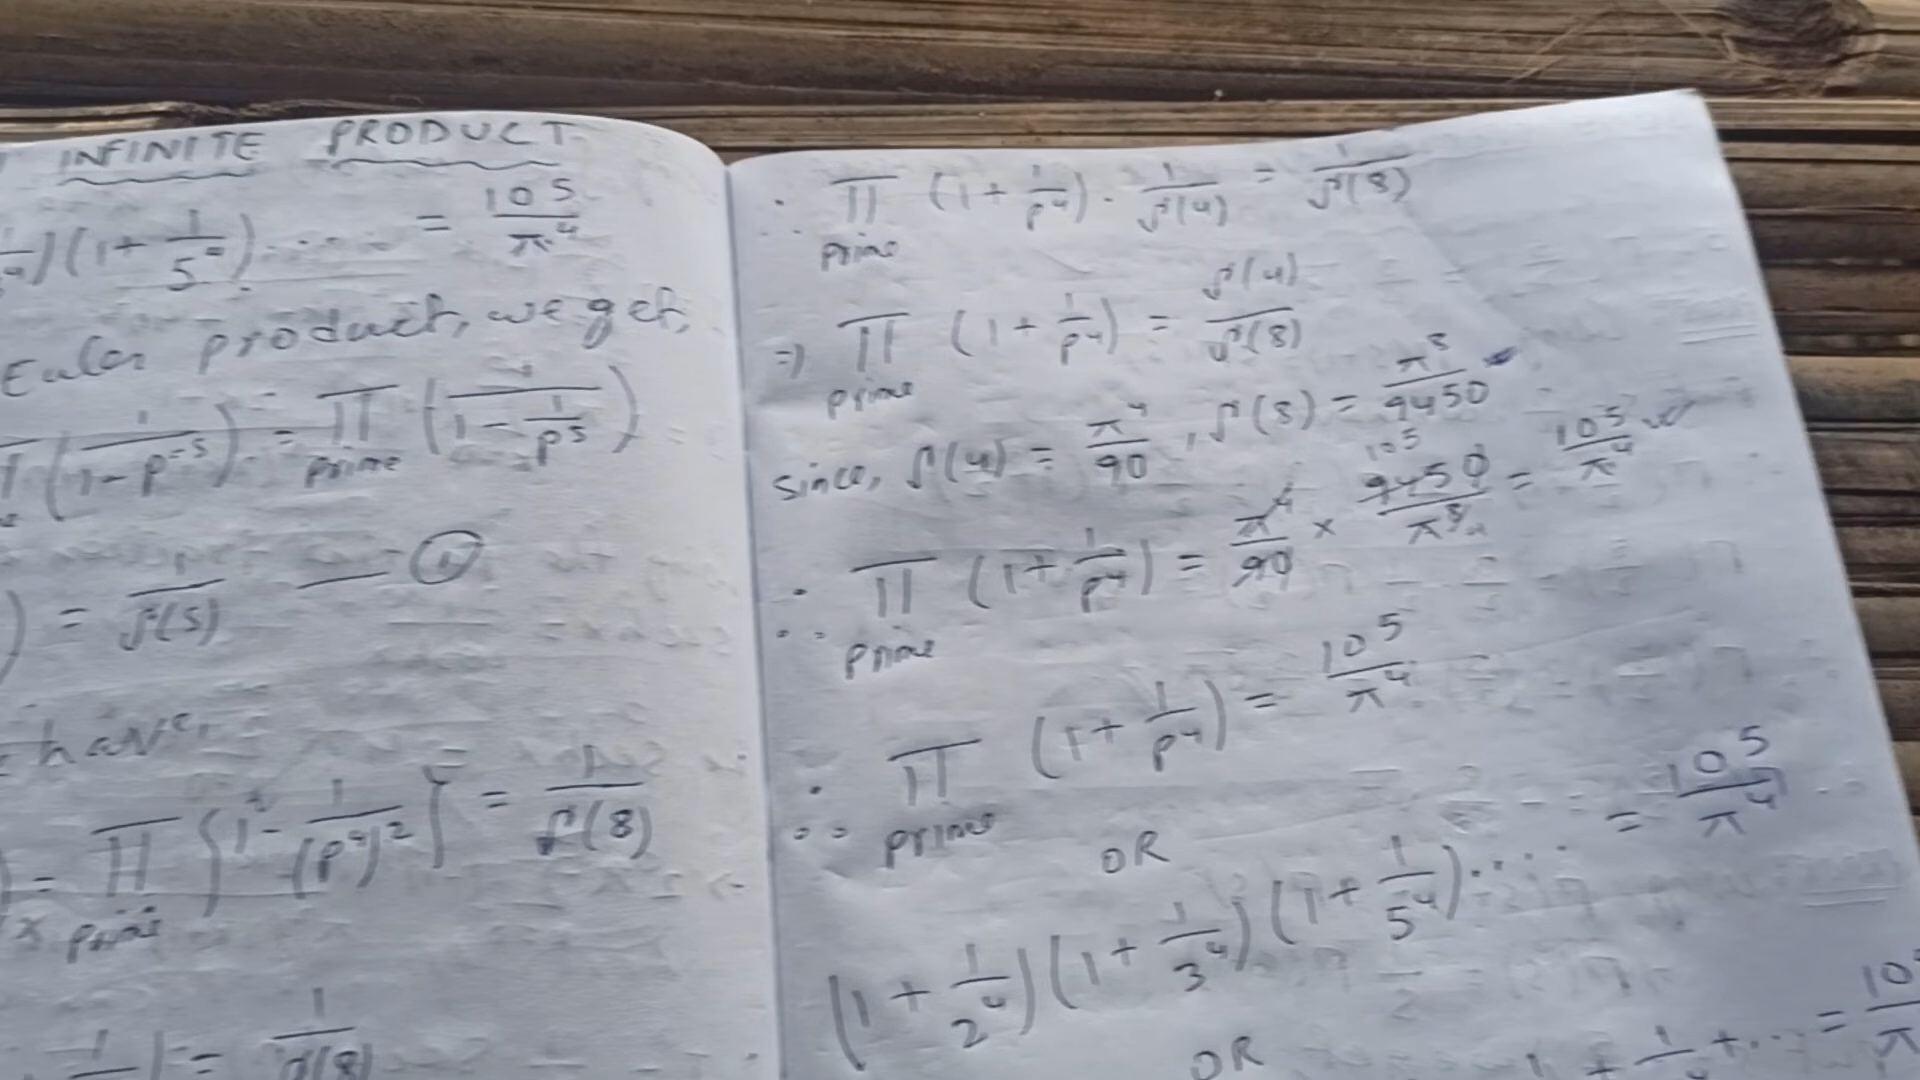 INFINITE PRODUCT
)(1 + 1/5⁴)..... = 105/π⁴
Euler product, we get,
(1/(1-p⁻ˢ)) = ∏ prime (1/(1 - 1/pˢ))
) = 1/ζ(s) —— ①
have,
= ∏ prime {1² - 1/(p⁴)²} = 1/ζ(8)
= 1/ζ(8)
∴ ∏ prime (1 + 1/p⁴) · 1/ζ(4) = 1/ζ(8)
⇒ ∏ prime (1 + 1/p⁴) = ζ(4)/ζ(8)
since, ζ(4) = π⁴/90, ζ(8) = π⁸/9450
∴ ∏ prime (1 + 1/p⁴) = π⁴/90 × 9450/π⁸ = 105/π⁴
∴ ∏ prime (1 + 1/p⁴) = 105/π⁴
OR
(1 + 1/2⁴)(1 + 1/3⁴)(1 + 1/5⁴)..... = 105/π⁴
OR